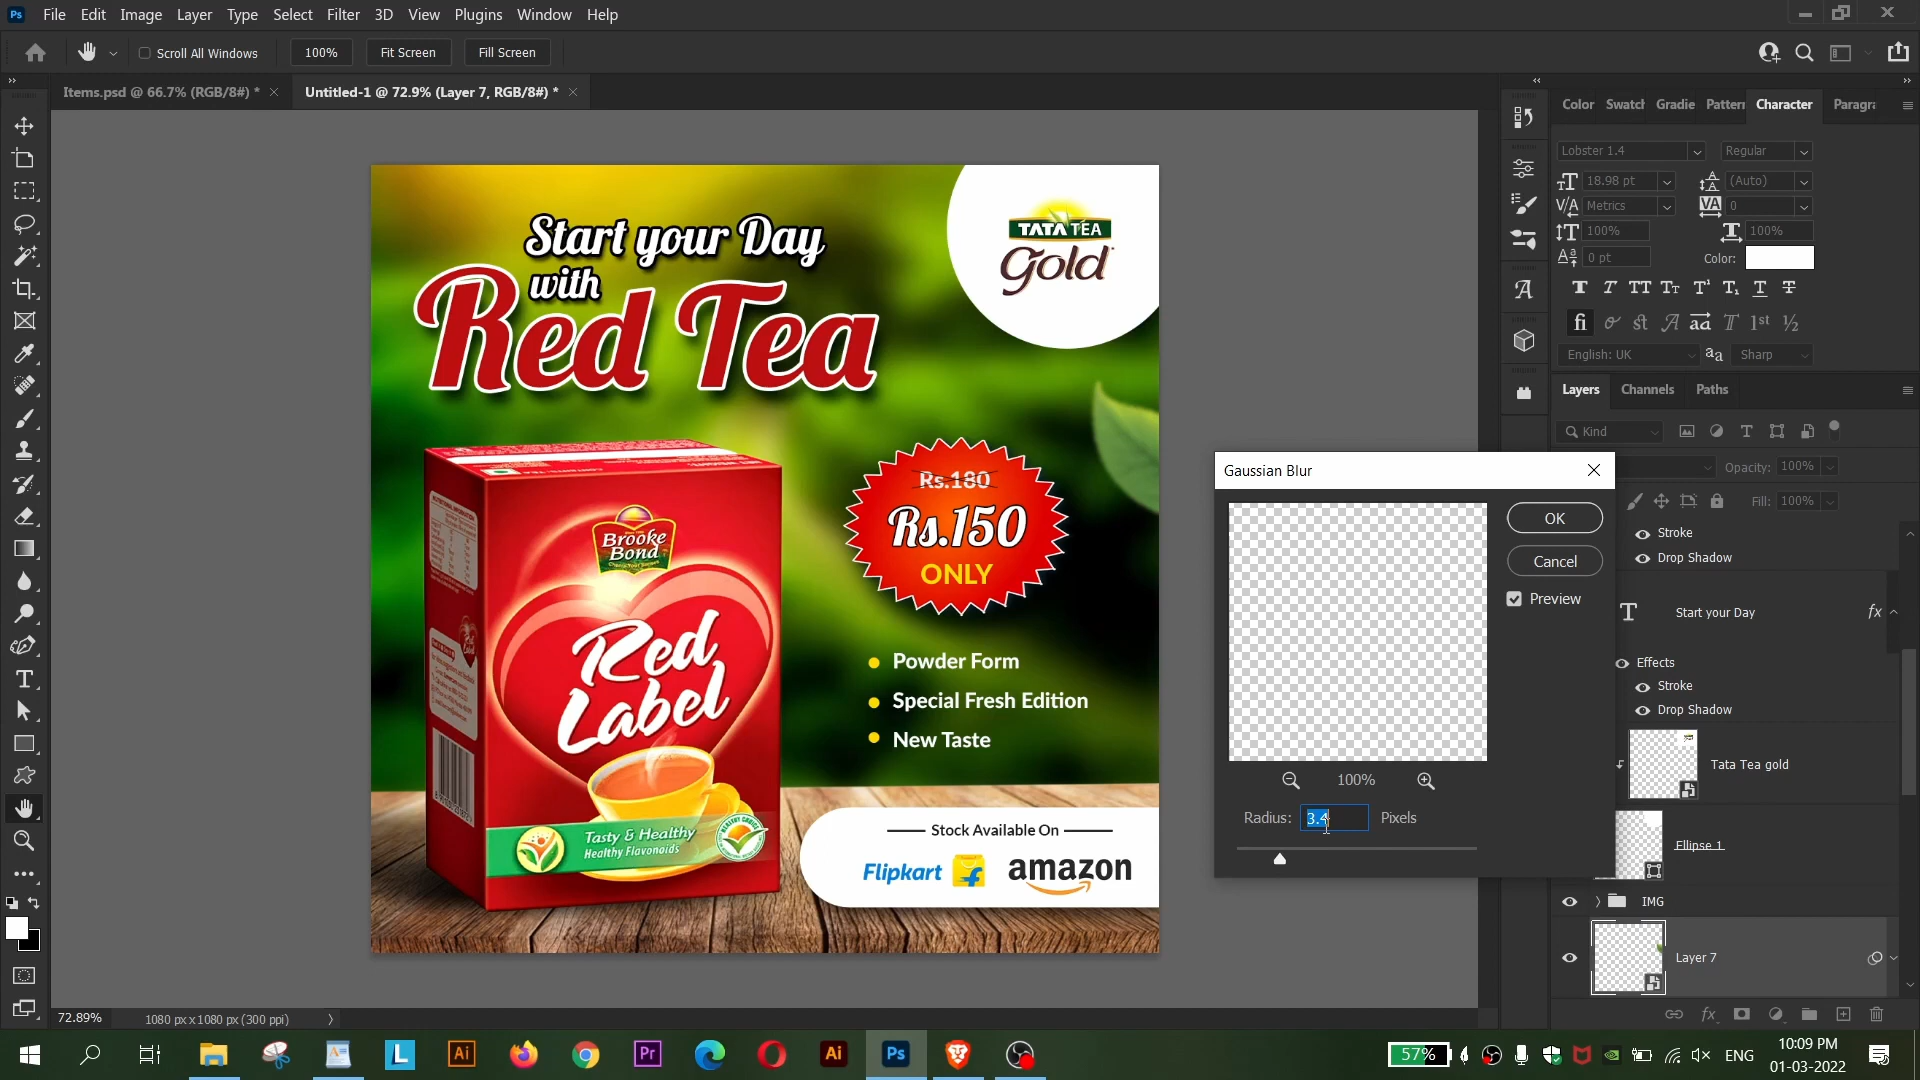 Ps File Edit Image Layer Type Select Filter 3D View Plugins Window Help
Scroll All Windows 100% Fit Screen Fill Screen
Items.psd @ 66.7% (RGB/8#) * Untitled-1 @ 72.9% (Layer 7, RGB/8#) *
Color Swatch Gradie Pattern Character Paragra
Lobster 1.4 Regular
18.98 pt (Auto)
Metrics 0
100% 100%
0 pt Color:
English: UK Sharp
Layers Channels Paths
Kind
Opacity: 100%
Fill: 100%
Stroke
Drop Shadow
Start your Day fx
Effects
Stroke
Drop Shadow
Tata Tea gold
Ellipse 1
IMG
Layer 7
Start your Day
with
Red Tea
TATA TEA
gold
Brooke
Bond
Red
Label
Tasty & Healthy
Healthy Flavonoids
Rs.180
Rs.150
ONLY
Powder Form
Special Fresh Edition
New Taste
Stock Available On
Flipkart amazon
Gaussian Blur
OK
Cancel
Preview
100%
Radius: 3.4 Pixels
72.89% 1080 px x 1080 px (300 ppi)
L Ai Pr Ai Ps
57% ENG 10:09 PM
01-03-2022